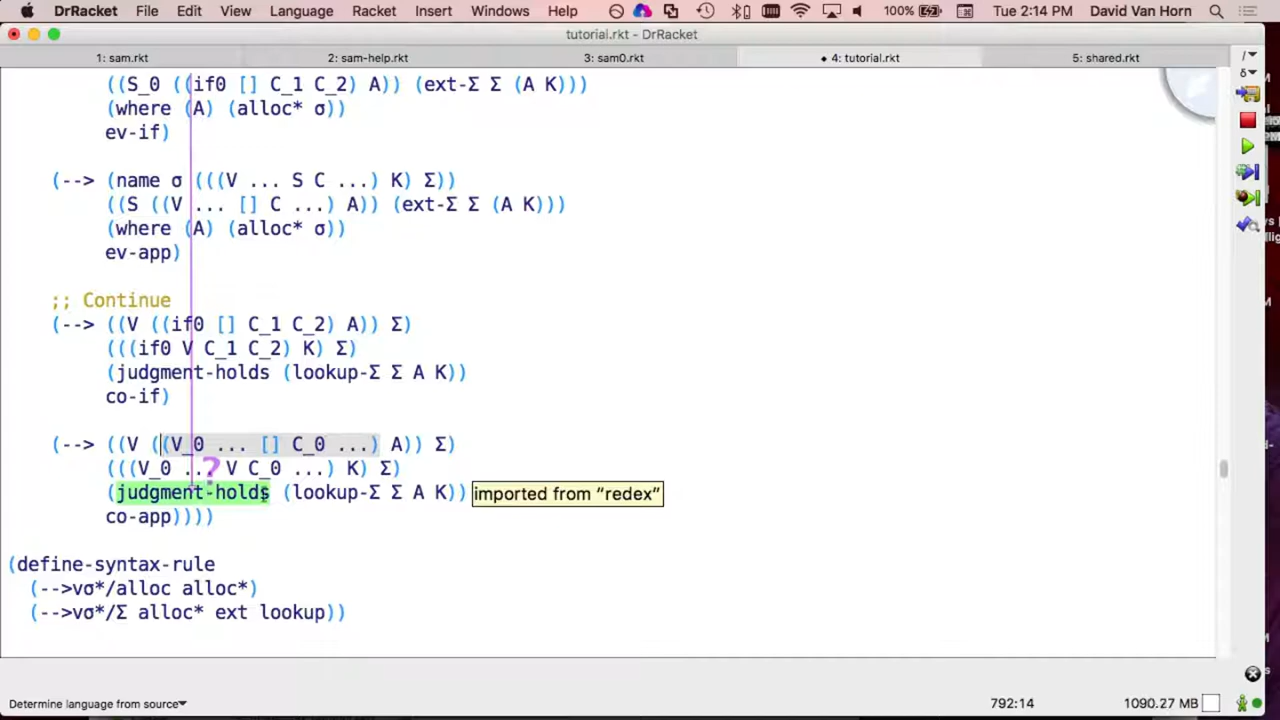 DrRacket File Edit View Language Racket Insert Windows Help 100% Tue 2:14 PM David Van Horn
tutorial.rkt - DrRacket
1: sam.rkt 2: sam-help.rkt 3: sam0.rkt • 4: tutorial.rkt 5: shared.rkt
((S_0 ((if0 [] C_1 C_2) A)) (ext-Σ Σ (A K)))
(where (A) (alloc* σ))
ev-if)
(--> (name σ (((V ... S C ...) K) Σ))
((S ((V ... [] C ...) A)) (ext-Σ Σ (A K)))
(where (A) (alloc* σ))
ev-app)
;; Continue
(--> ((V ((if0 [] C_1 C_2) A)) Σ)
(((if0 V C_1 C_2) K) Σ)
(judgment-holds (lookup-Σ Σ A K))
co-if)
(--> ((V ((V_0 ... [] C_0 ...) A)) Σ)
(((V_0 ... V C_0 ...) K) Σ)
?
(judgment-holds (lookup-Σ Σ A K)) imported from "redex"
co-app))))
(define-syntax-rule
(-->vσ*/alloc alloc*)
(-->vσ*/Σ alloc* ext lookup))
Determine language from source 792:14 1090.27 MB